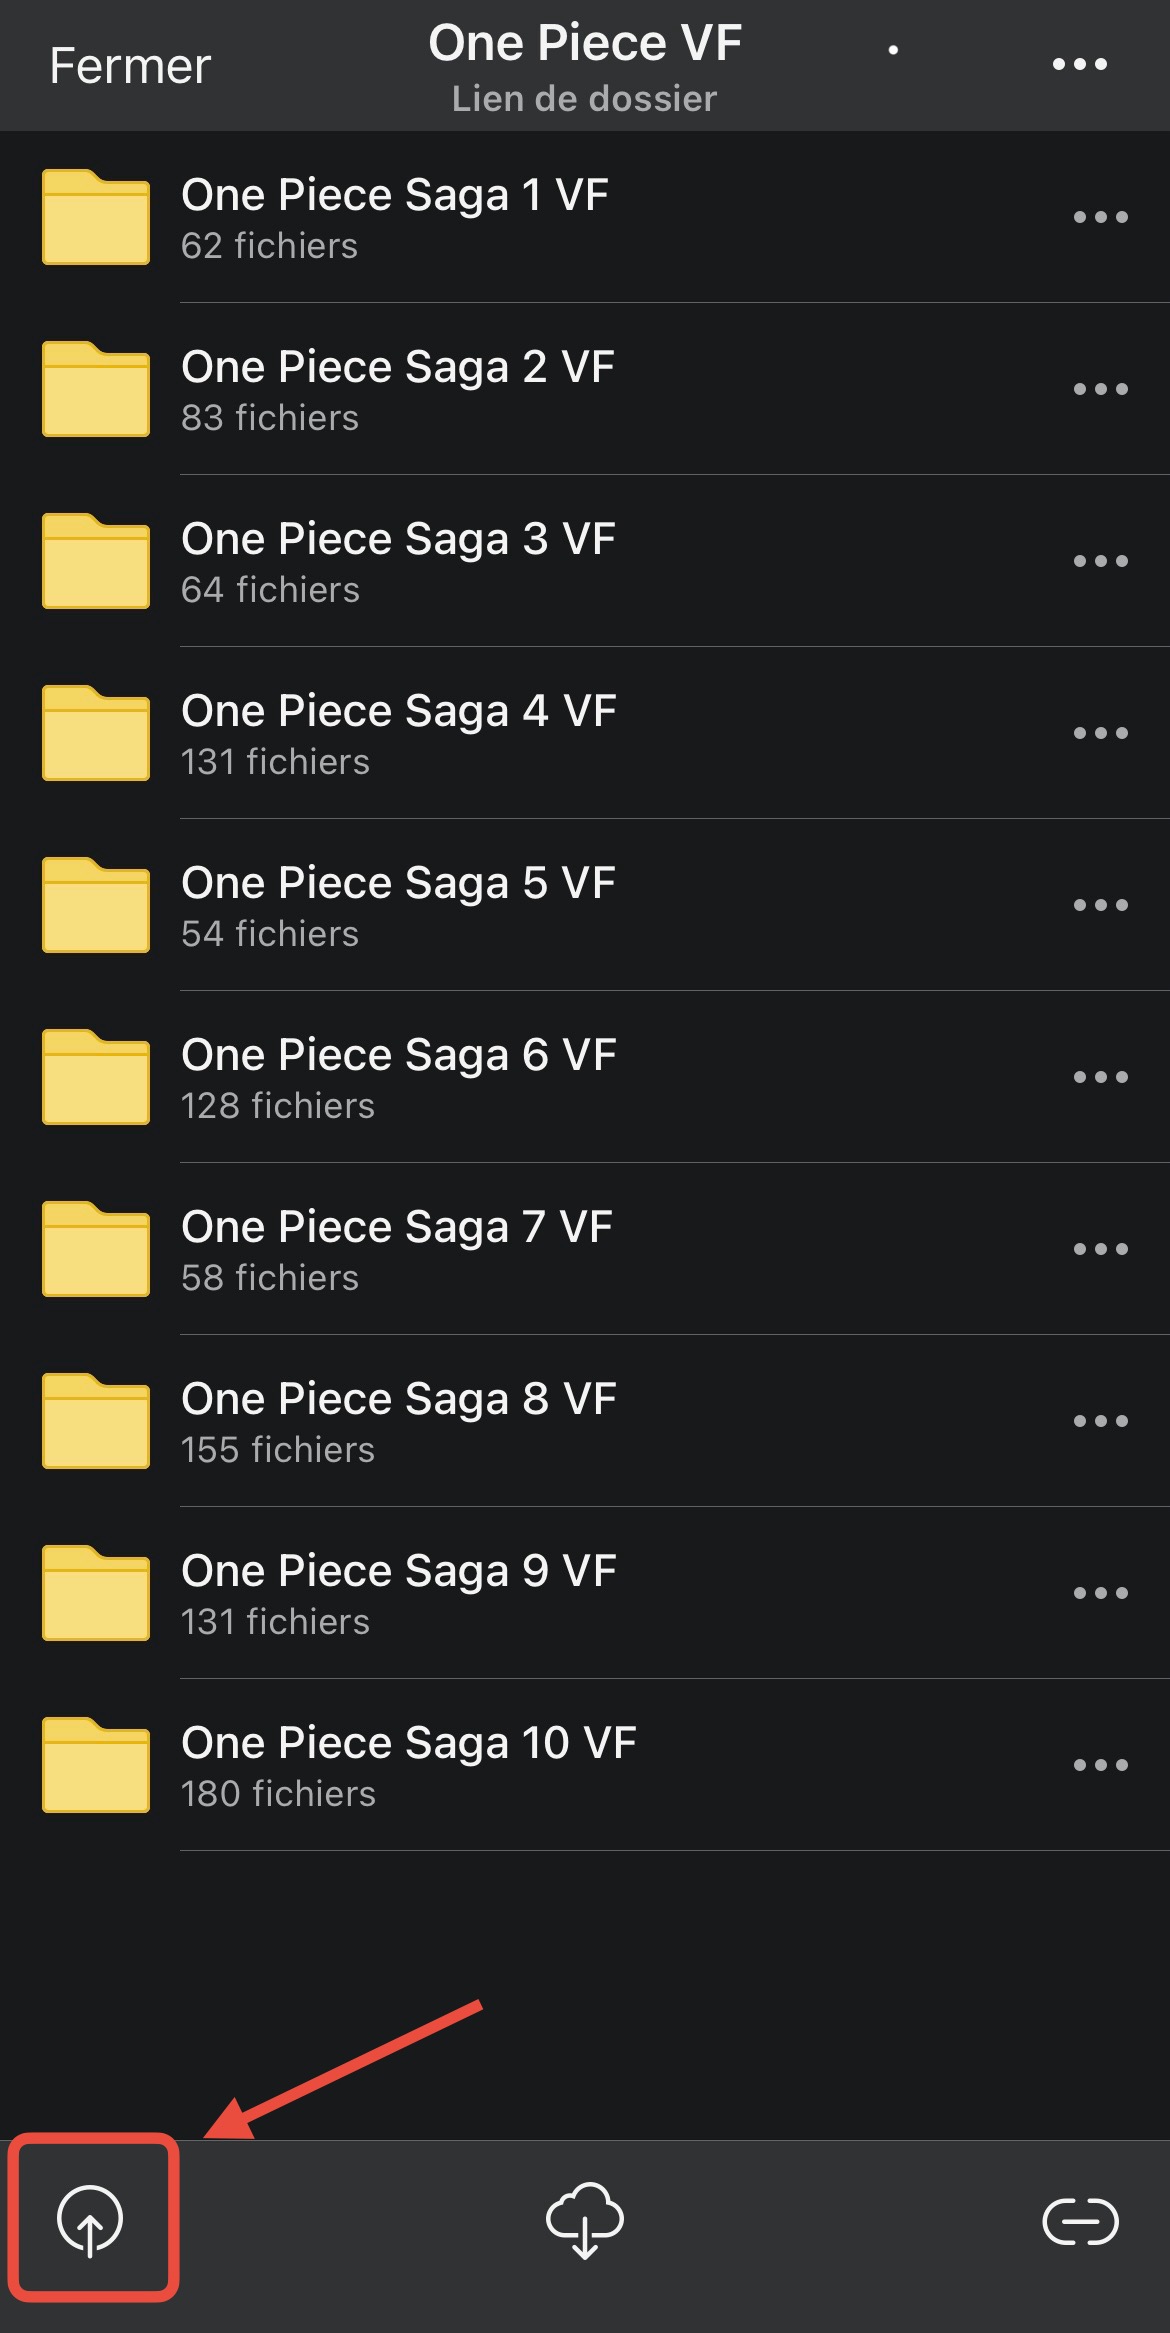 Fermer
One Piece VF
Lien de dossier
One Piece Saga 1 VF
62 fichiers
One Piece Saga 2 VF
83 fichiers
One Piece Saga 3 VF
64 fichiers
One Piece Saga 4 VF
131 fichiers
One Piece Saga 5 VF
54 fichiers
One Piece Saga 6 VF
128 fichiers
One Piece Saga 7 VF
58 fichiers
One Piece Saga 8 VF
155 fichiers
One Piece Saga 9 VF
131 fichiers
One Piece Saga 10 VF
180 fichiers